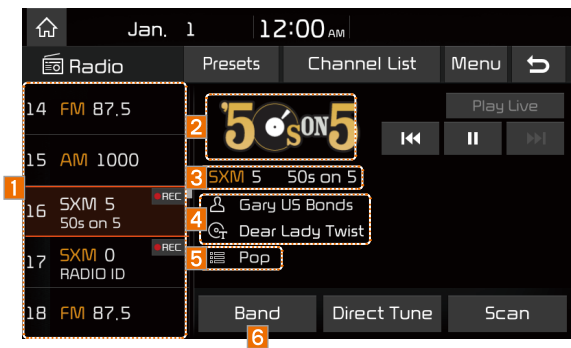 Jan. 1 12:00 AM
Radio Presets Channel List Menu
14 FM 87.5
15 AM 1000
16 SXM 5 REC
50s on 5
17 SXM 0 REC
RADIO ID
18 FM 87.5
1
2
'50s ON 5
Play Live
3
SXM 5 50s on 5
4
Gary US Bonds
Dear Lady Twist
5
Pop
Band Direct Tune Scan
6